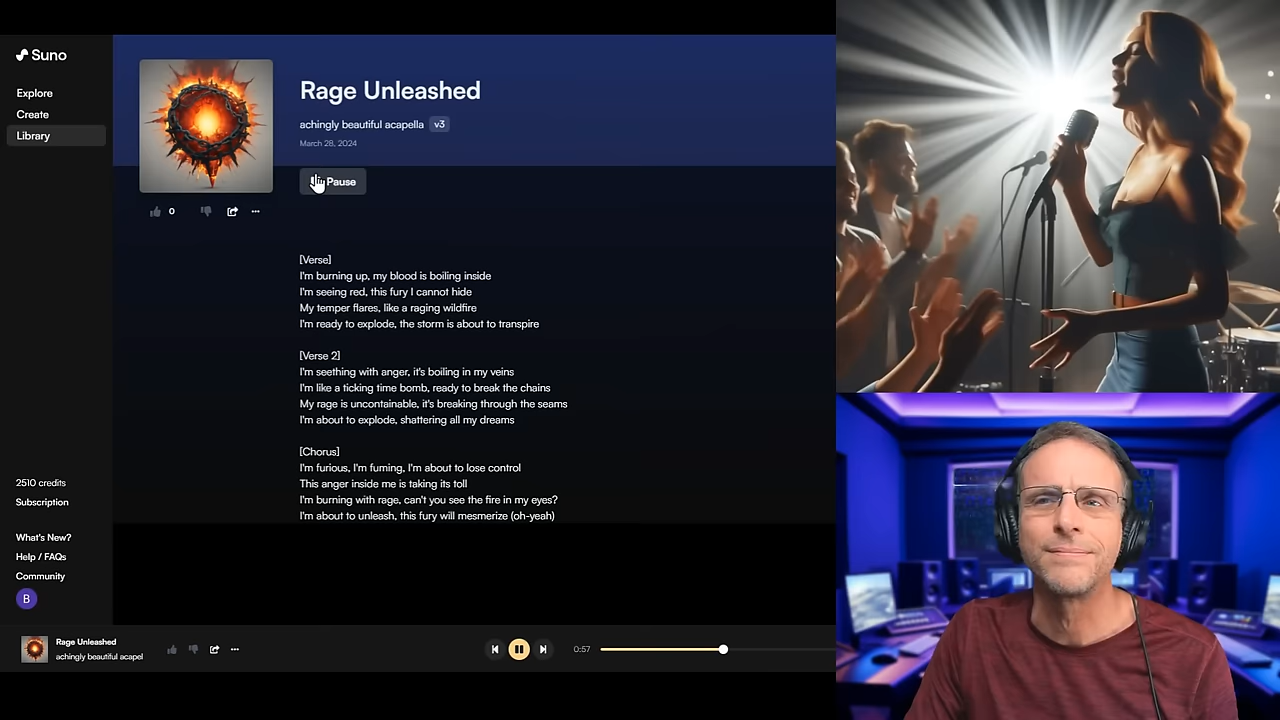 Suno
Explore
Create
Library
2510 credits
Subscription
What's New?
Help / FAQs
Community
B
Rage Unleashed
achingly beautiful acapella v3
March 28, 2024
Pause
0
[Verse]
I'm burning up, my blood is boiling inside
I'm seeing red, this fury I cannot hide
My temper flares, like a raging wildfire
I'm ready to explode, the storm is about to transpire
[Verse 2]
I'm seething with anger, it's boiling in my veins
I'm like a ticking time bomb, ready to break the chains
My rage is uncontainable, it's breaking through the seams
I'm about to explode, shattering all my dreams
[Chorus]
I'm furious, I'm fuming, I'm about to lose control
This anger inside me is taking its toll
I'm burning with rage, can't you see the fire in my eyes?
I'm about to unleash, this fury will mesmerize (oh-yeah)
Rage Unleashed
achingly beautiful acapel
0:57